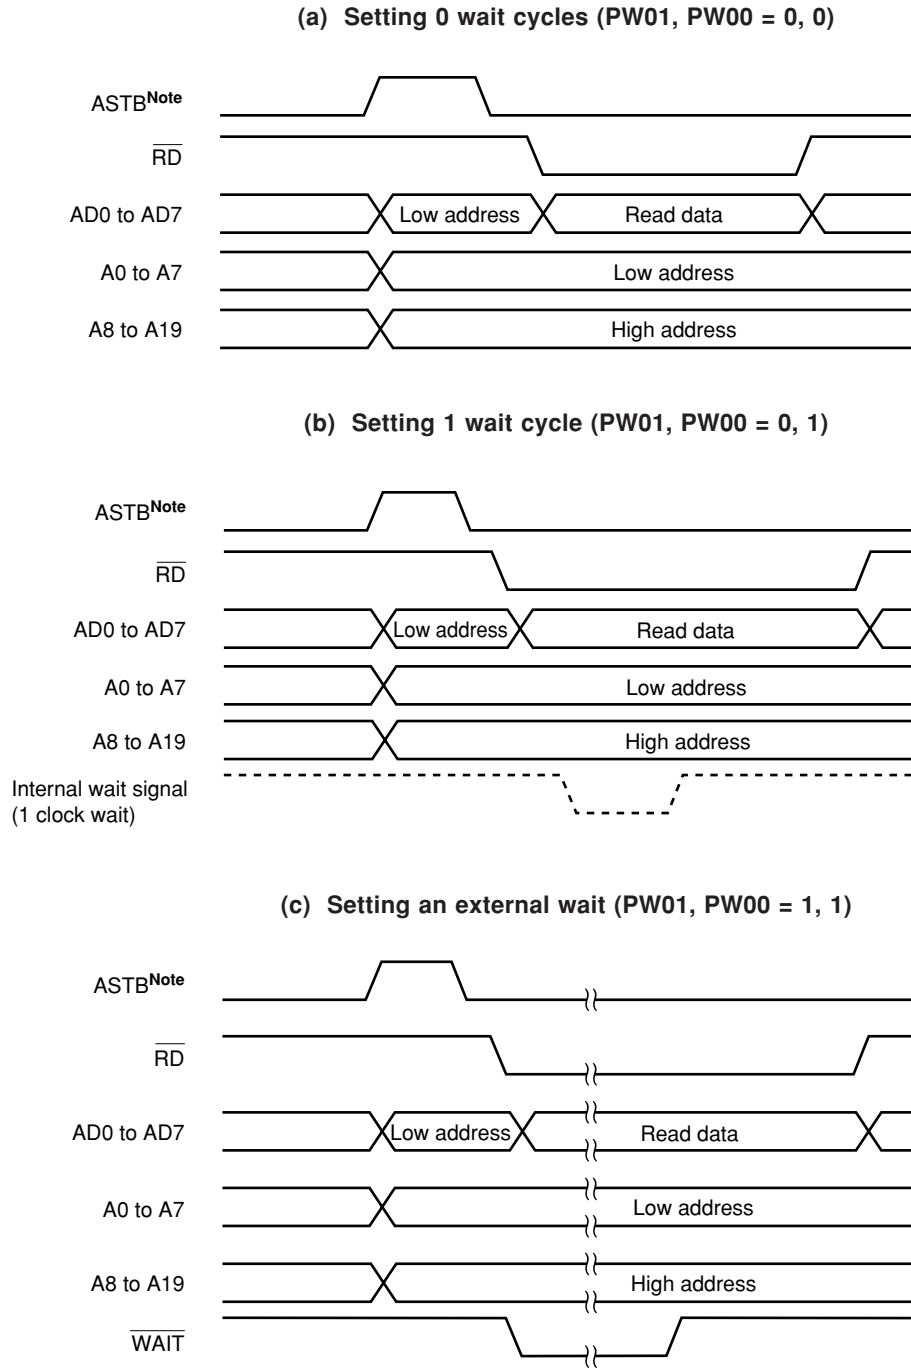 (a) Setting 0 wait cycles (PW01, PW00 = 0, 0)
ASTBNote
RD
AD0 to AD7
Low address
Read data
A0 to A7
Low address
A8 to A19
High address
(b) Setting 1 wait cycle (PW01, PW00 = 0, 1)
ASTBNote
RD
AD0 to AD7
Low address
Read data
A0 to A7
Low address
A8 to A19
High address
Internal wait signal
(1 clock wait)
(c) Setting an external wait (PW01, PW00 = 1, 1)
ASTBNote
RD
AD0 to AD7
Low address
Read data
A0 to A7
Low address
A8 to A19
High address
WAIT